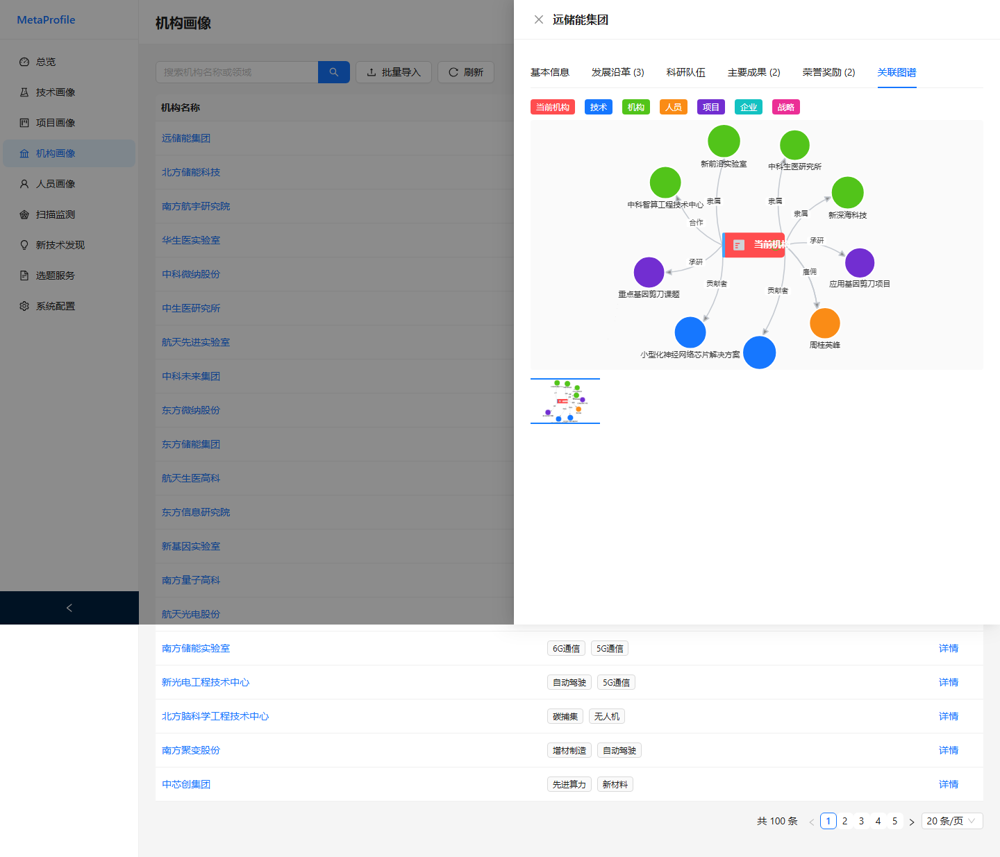 MetaProfile
总览
技术画像
项目画像
机构画像
人员画像
扫描监测
新技术发现
选题服务
系统配置
机构画像
搜索机构名称或领域
批量导入
刷新
机构名称
远储能集团
北方储能科技
南方航宇研究院
华生医实验室
中科微纳股份
中生医研究所
航天先进实验室
中科未来集团
东方微纳股份
东方储能集团
航天生医高科
东方信息研究院
新基因实验室
南方量子高科
航天光电股份
南方储能实验室 6G通信 5G通信 详情
新光电工程技术中心 自动驾驶 5G通信 详情
北方脑科学工程技术中心 碳捕集 无人机 详情
南方聚变股份 增材制造 自动驾驶 详情
中芯创集团 先进算力 新材料 详情
共 100 条 1 2 3 4 5 20 条/页
远储能集团
基本信息 发展沿革 (3) 科研队伍 主要成果 (2) 荣誉奖励 (2) 关联图谱
当前机构 技术 机构 人员 项目 企业 战略
新前沿实验室
中科生医研究所
中科智算工程技术中心
隶属
隶属
隶属
新深海科技
合作
当前机构
承研
承研
重点基因剪刀课题
雇佣
应用基因剪刀项目
贡献者
贡献者
周桂英峰
小型化神经网络芯片解决方案